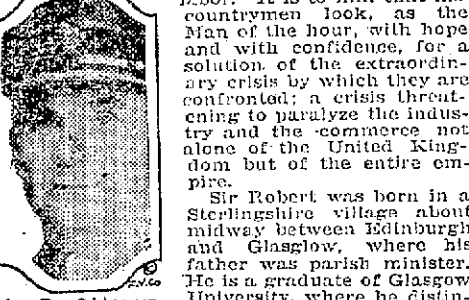 countrymen look, as the
Man of the hour, with hope
and with confidence, for a
solution of the extraordin-
ary crisis by which they are
confronted; a crisis threat-
ening to paralyze the indus-
try and the commerce not
alone of the United King-
dom but of the entire em-
pire.
Sir Robert was born in a
Sterlingshire village about
midway between Edinburgh
and Glasglow, where his
father was parish minister.
He is a graduate of Glasgow
University, where he distin-